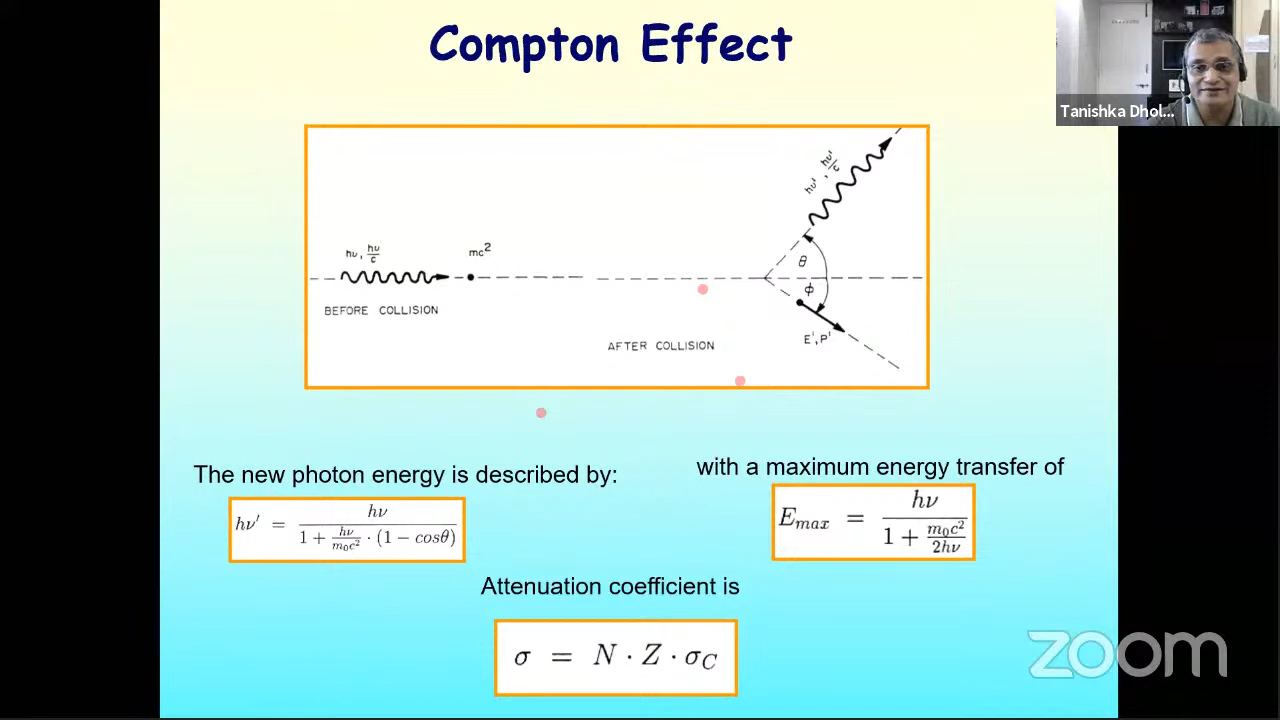 Compton Effect
Tanishka Dhol...
hν, hν/c
mc²
BEFORE COLLISION
hν', hν'/c
θ
ϕ
E', P'
AFTER COLLISION
The new photon energy is described by:
hν' = hν / (1 + hν/m₀c² · (1 − cosθ))
with a maximum energy transfer of
E_max = hν / (1 + m₀c²/2hν)
Attenuation coefficient is
σ = N · Z · σ_C
zoom